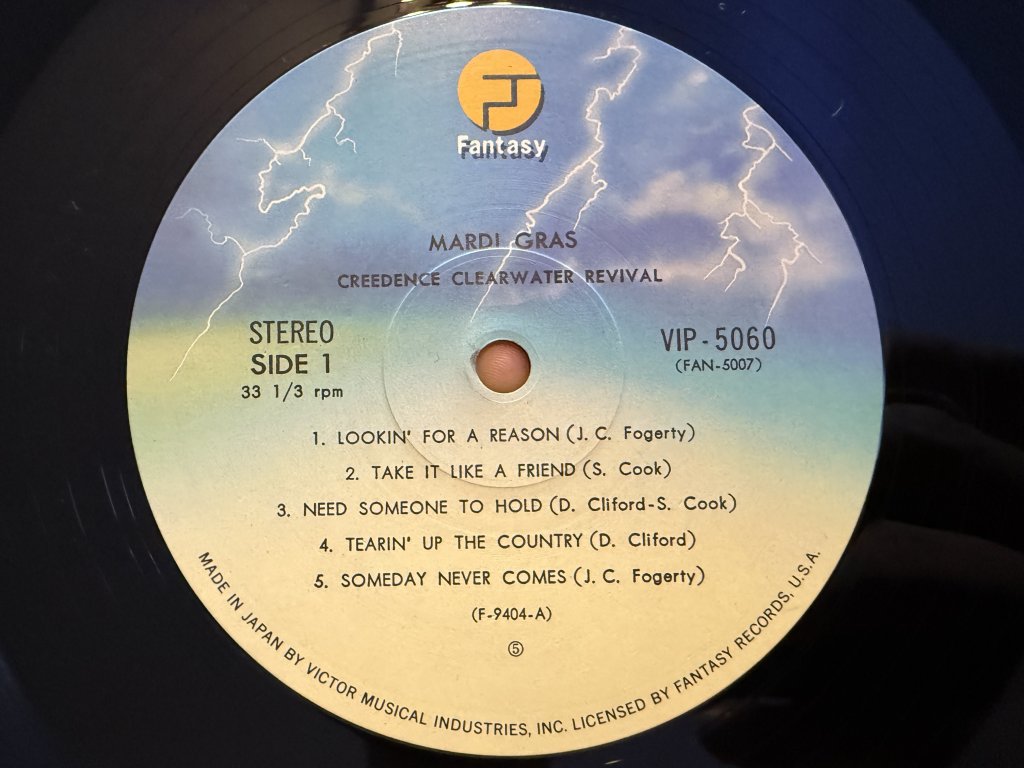 Fantasy
MARDI GRAS
CREEDENCE CLEARWATER REVIVAL
STEREO
SIDE 1
33 1/3 rpm
VIP-5060
(FAN-5007)
1. LOOKIN' FOR A REASON (J. C. Fogerty)
2. TAKE IT LIKE A FRIEND (S. Cook)
3. NEED SOMEONE TO HOLD (D. Cliford-S. Cook)
4. TEARIN' UP THE COUNTRY (D. Cliford)
5. SOMEDAY NEVER COMES (J. C. Fogerty)
(F-9404-A)
⑤
MADE IN JAPAN BY VICTOR MUSICAL INDUSTRIES, INC. LICENSED BY FANTASY RECORDS, U.S.A.